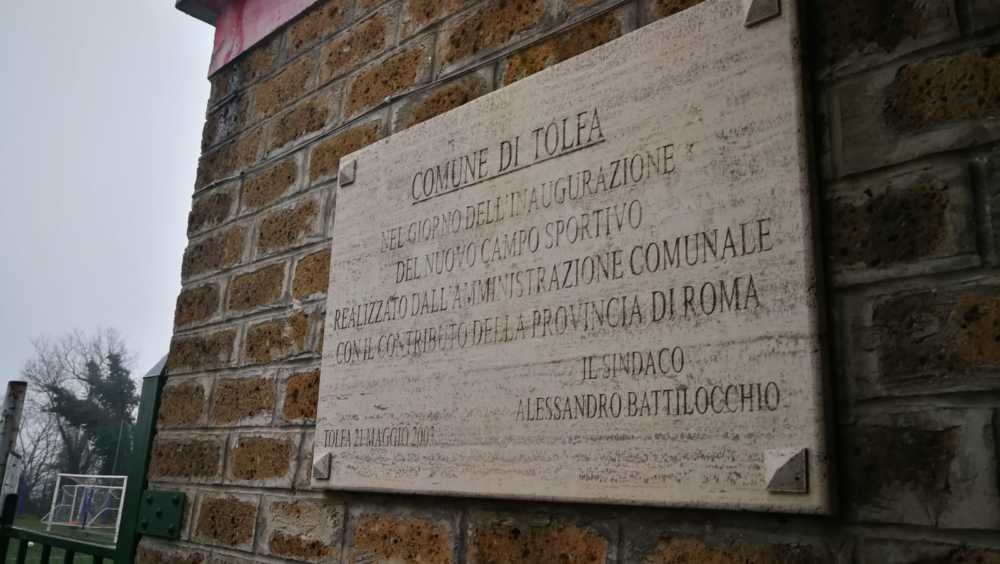 COMUNE DI TOLFA
NEL GIORNO DELL'INAUGURAZIONE
DEL NUOVO CAMPO SPORTIVO
REALIZZATO DALL'AMMINISTRAZIONE COMUNALE
CON IL CONTRIBUTO DELLA PROVINCIA DI ROMA
IL SINDACO
ALESSANDRO BATTILOCCHIO
TOLFA 21 MAGGIO